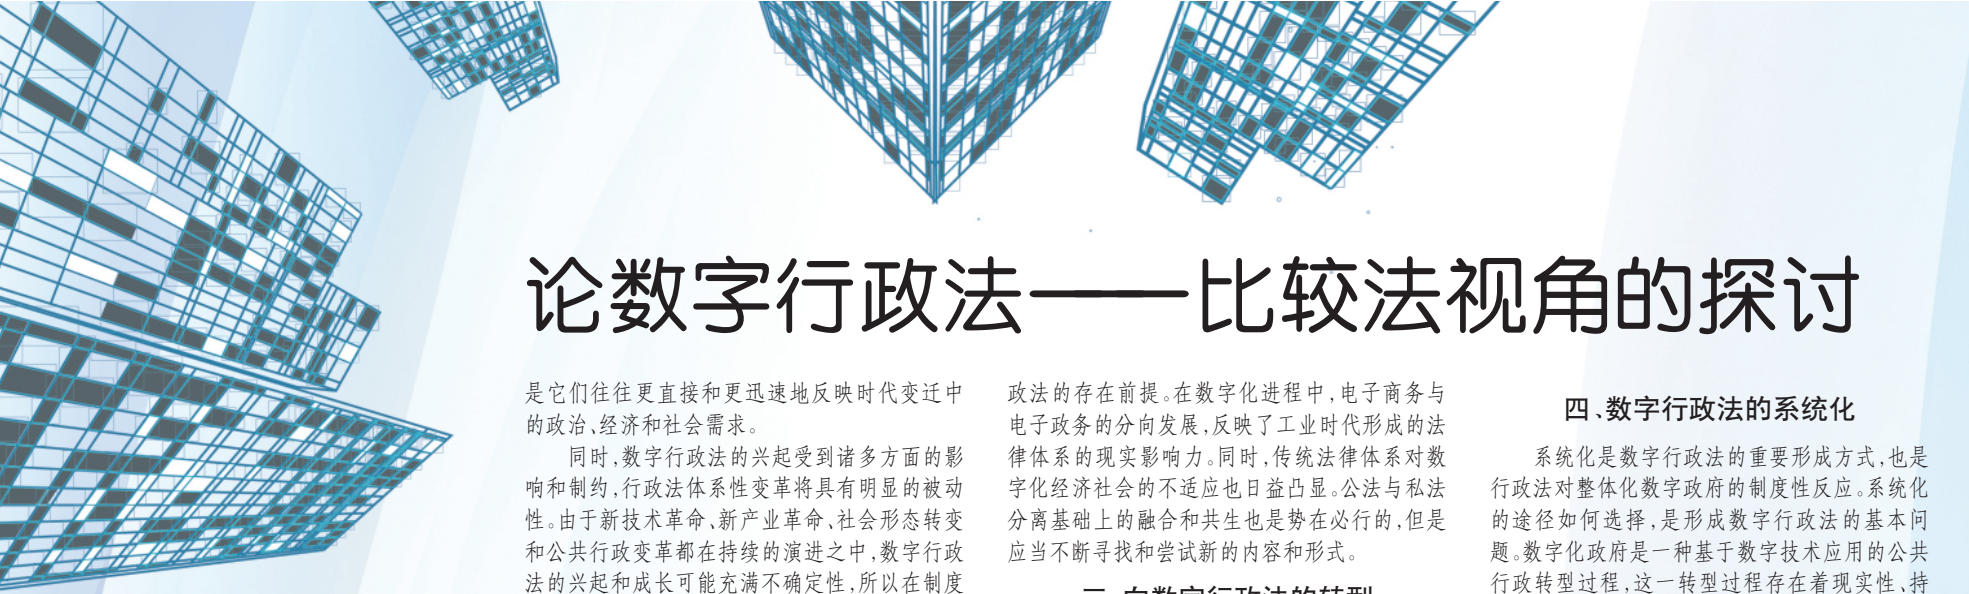 论数字行政法——比较法视角的探讨
是它们往往更直接和更迅速地反映时代变迁中
的政治、经济和社会需求。
同时,数字行政法的兴起受到诸多方面的影
响和制约,行政法体系性变革将具有明显的被动
性。由于新技术革命、新产业革命、社会形态转变
和公共行政变革都在持续的演进之中,数字行政
法的兴起和成长可能充满不确定性,所以在制度
政法的存在前提。在数字化进程中,电子商务与
电子政务的分向发展,反映了工业时代形成的法
律体系的现实影响力。同时,传统法律体系对数
字化经济社会的不适应也日益凸显。公法与私法
分离基础上的融合和共生也是势在必行的,但是
应当不断寻找和尝试新的内容和形式。
向数字行政法的转型
四、数字行政法的系统化
系统化是数字行政法的重要形成方式,也是
行政法对整体化数字政府的制度性反应。系统化
的途径如何选择,是形成数字行政法的基本问
题。数字化政府是一种基于数字技术应用的公共
行政转型过程,这一转型过程存在着现实性、持